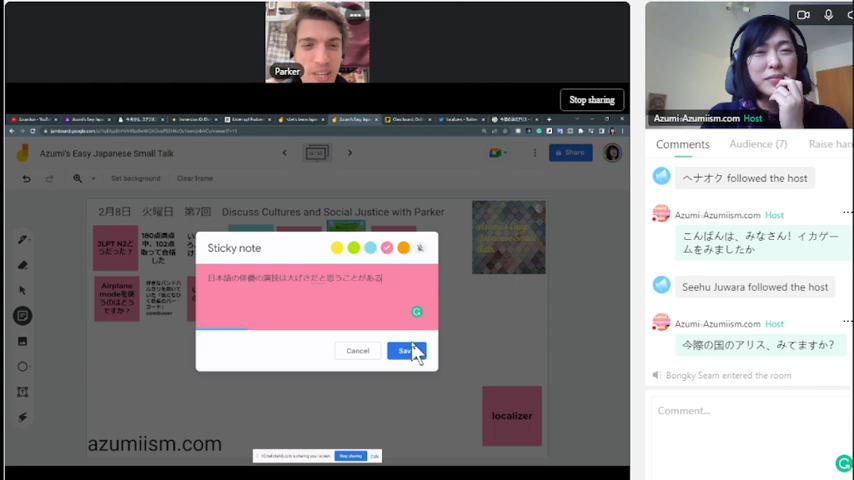 Parker
Stop sharing
Azumi-Azumiism.com Host
Comments
Audience (7)
Raise han
ヘナオク followed the host
Azumi-Azumiism.com Host
こんばんは、みなさん！イカゲー
ムをみましたか
Seehu Juwara followed the host
Azumi-Azumiism.com Host
今際の国のアリス、みてますか？
Bongky Seam entered the room
Comment...
Azumi's Easy Japanese Small Talk
Share
Set background
Clear frame
2月8日 火曜日 第7回 Discuss Cultures and Social Justice with Parker
JLPT N2ど
うだった？
180点満点
中、102点
取って合格
した
Airplane
modeを使
うのはどう
ですか？
Sticky note
日本語の俳優の演技は大げさだと思うことがある
Cancel
Save
localizer
azumiism.com
Stop sharing
Hide